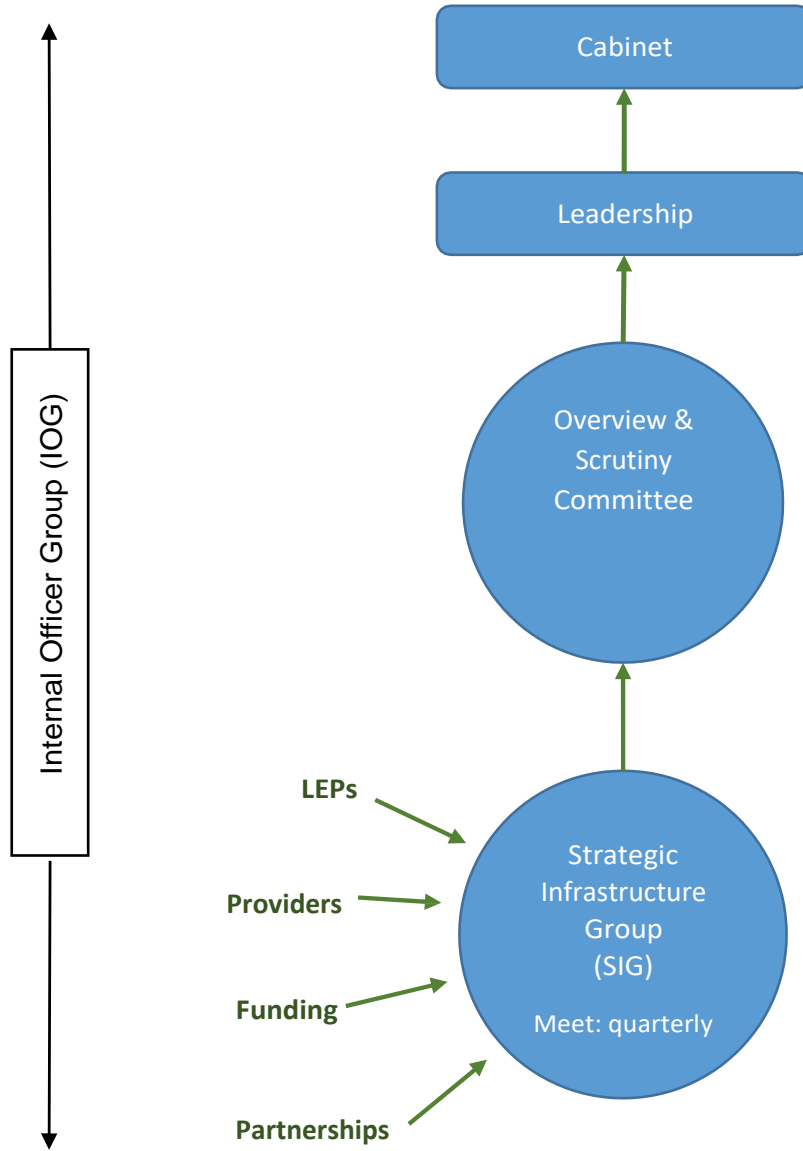 Cabinet
Leadership
Overview &
Scrutiny
Committee
Internal Officer Group (IOG)
LEPs
Providers
Funding
Partnerships
Strategic
Infrastructure
Group
(SIG)
Meet: quarterly